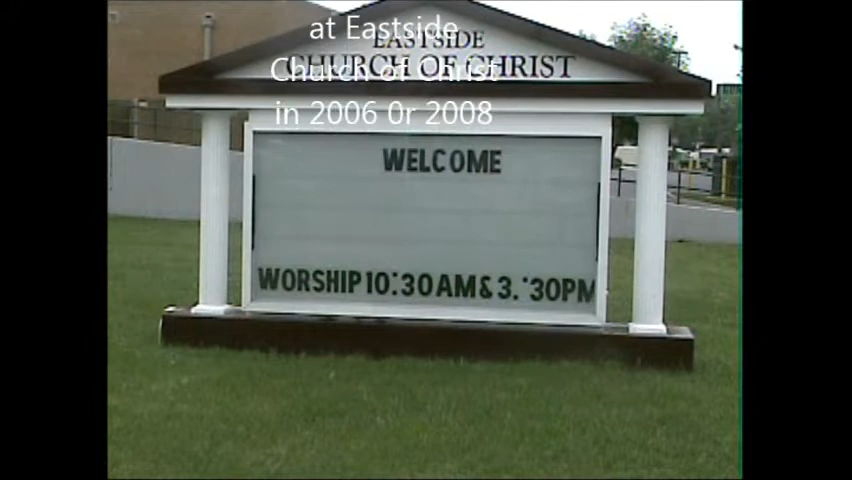 at Eastside
Church of Christ
in 2006 0r 2008
EASTSIDE
CHURCH OF CHRIST
WELCOME
WORSHIP 10:30AM & 3:30PM